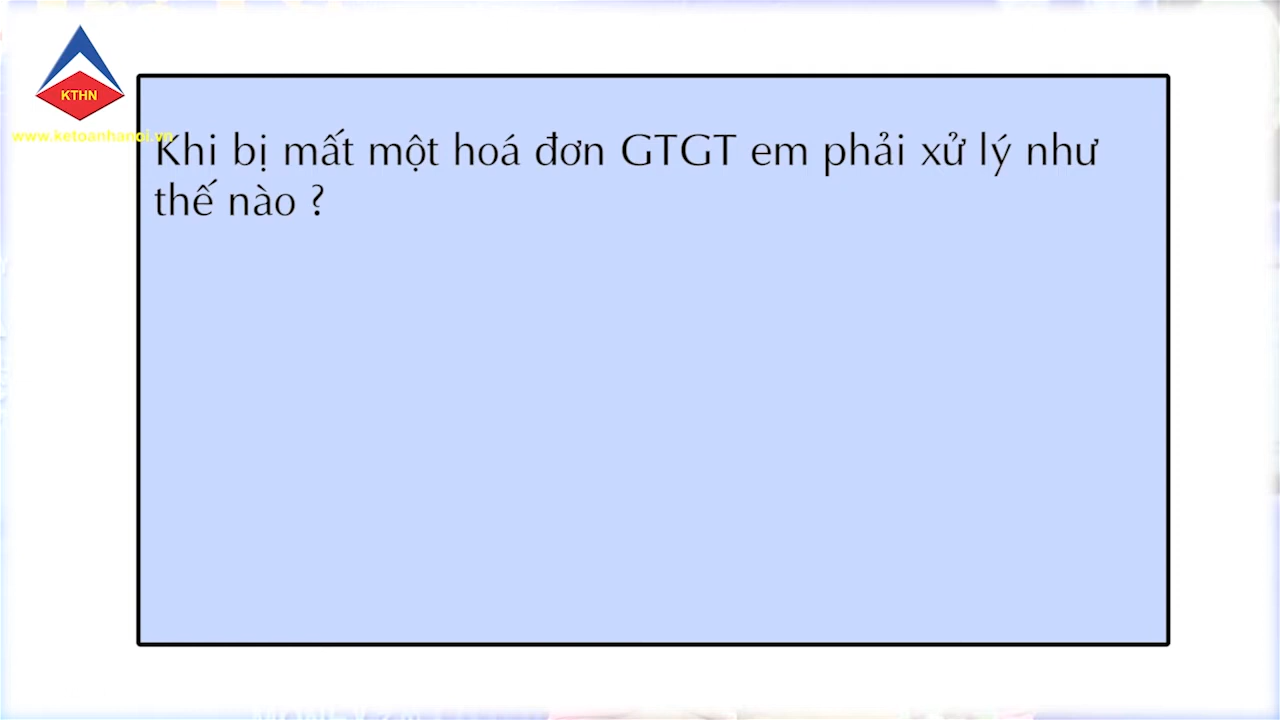 KTHN
www.ketoanhanoi.vn
Khi bị mất một hoá đơn GTGT em phải xử lý như
thế nào ?